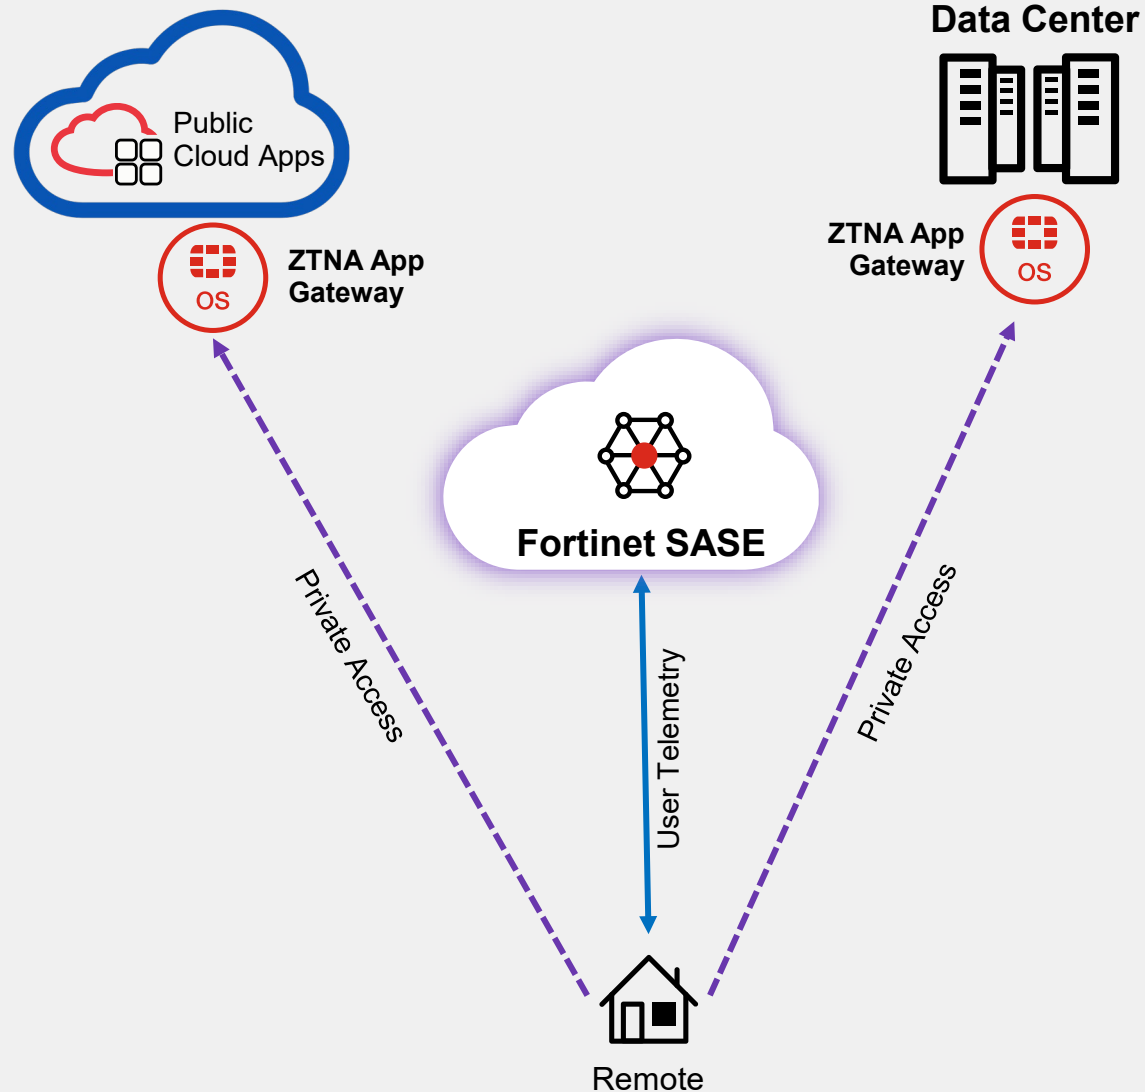 Data Center
Public
Cloud Apps
ZTNA App
Gateway
OS
ZTNA App
Gateway
OS
Fortinet SASE
Private Access
User Telemetry
Private Access
Remote